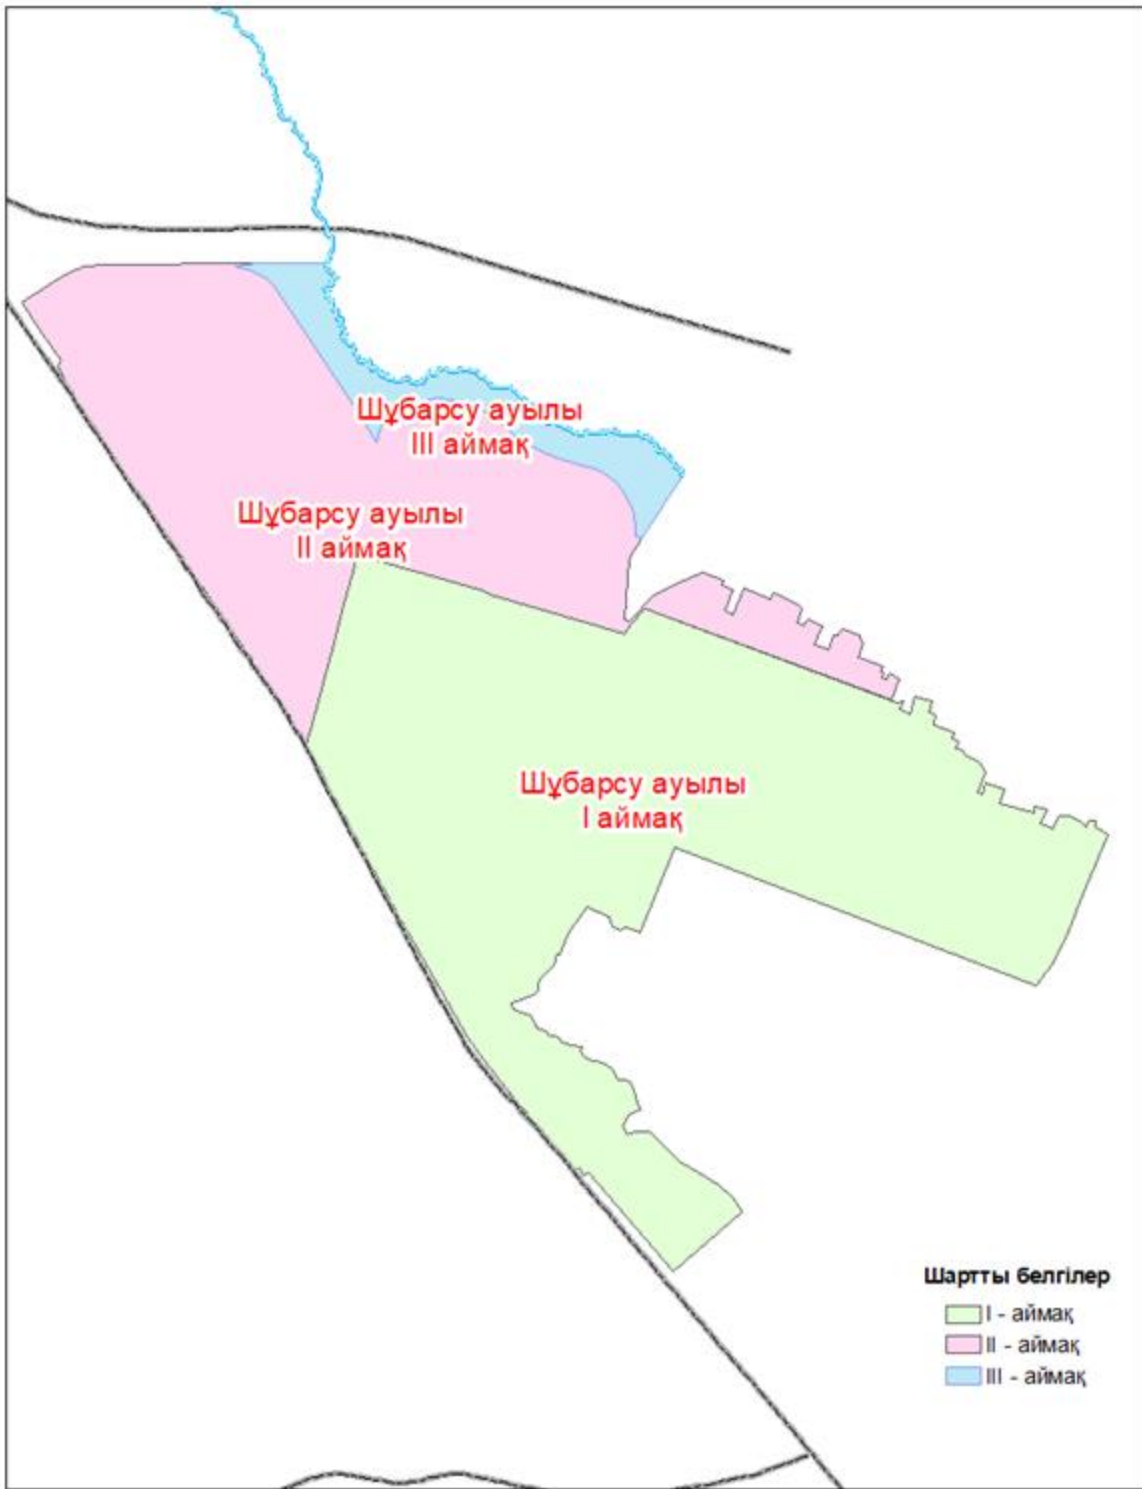 Шұбарсу ауылы
III аймақ
Шұбарсу ауылы
II аймақ
Шұбарсу ауылы
I аймақ
Шартты белгілер
I - аймақ
II - аймақ
III - аймақ